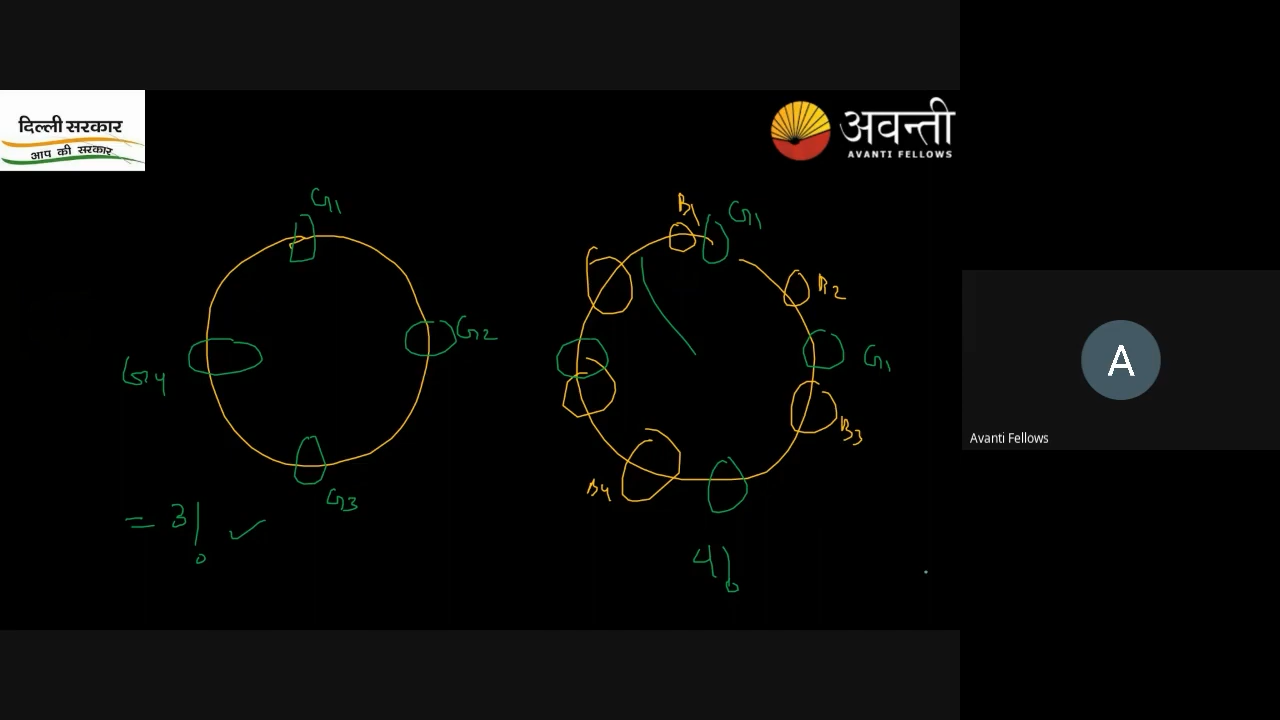 दिल्ली सरकार
आप की सरकार
अवन्ती
AVANTI FELLOWS
G1
B1
G1
B2
G2
G1
G4
B3
B4
G3
= 3! ✓
4!
A
Avanti Fellows